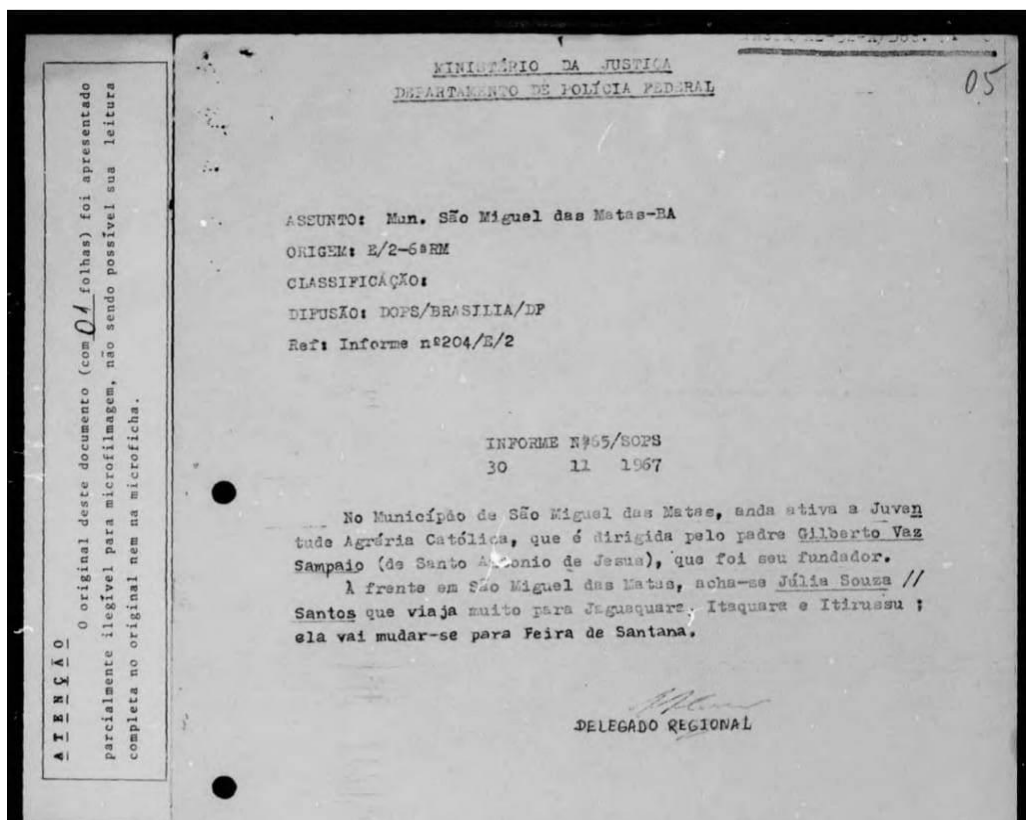 05
MINISTÉRIO DA JUSTIÇA
DEPARTAMENTO DE POLÍCIA FEDERAL
ASSUNTO: Mun. São Miguel das Matas-BA
ORIGEM: E/2-6ªRM
CLASSIFICAÇÃO:
DIFUSÃO: DOPS/BRASILIA/DF
Ref: Informe nº204/E/2
INFORME Nº65/SOPS
30 11 1967
No Municípåo de São Miguel das Matas, anda ativa a Juven
tude Agrária Católica, que é dirigida pelo padre Gilberto Vaz
Sampaio (de Santo Antonio de Jesus), que foi seu fundador.
À frente em São Miguel das Matas, acha-se Júlia Souza //
Santos que viaja muito para Jaguaquara, Itaquara e Itirussu ;
ela vai mudar-se para Feira de Santana.
DELEGADO REGIONAL
ATENÇÃO
O original deste documento (com 01 folhas) foi apresentado
parcialmente ilegível para microfilmagem, não sendo possível sua leitura
completa no original nem na microficha.